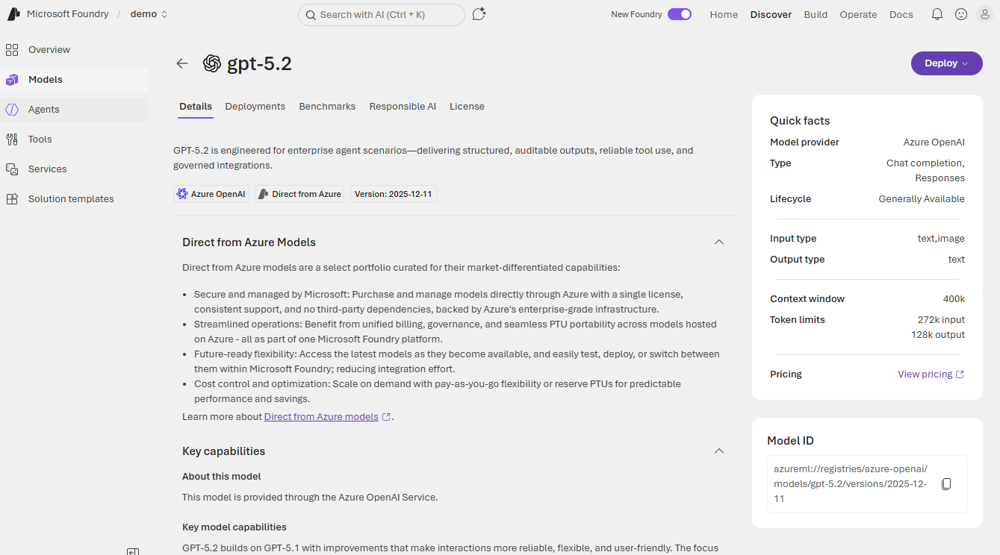 Microsoft Foundry / demo
Search with AI (Ctrl + K)
New Foundry
Home Discover Build Operate Docs
Overview
Models
Agents
Tools
Services
Solution templates
gpt-5.2
Deploy
Details Deployments Benchmarks Responsible AI License
GPT-5.2 is engineered for enterprise agent scenarios—delivering structured, auditable outputs, reliable tool use, and
governed integrations.
Azure OpenAI Direct from Azure Version: 2025-12-11
Direct from Azure Models
Direct from Azure models are a select portfolio curated for their market-differentiated capabilities:
• Secure and managed by Microsoft: Purchase and manage models directly through Azure with a single license,
consistent support, and no third-party dependencies, backed by Azure's enterprise-grade infrastructure.
• Streamlined operations: Benefit from unified billing, governance, and seamless PTU portability across models hosted
on Azure - all as part of one Microsoft Foundry platform.
• Future-ready flexibility: Access the latest models as they become available, and easily test, deploy, or switch between
them within Microsoft Foundry; reducing integration effort.
• Cost control and optimization: Scale on demand with pay-as-you-go flexibility or reserve PTUs for predictable
performance and savings.
Learn more about Direct from Azure models .
Key capabilities
About this model
This model is provided through the Azure OpenAI Service.
Key model capabilities
GPT-5.2 builds on GPT-5.1 with improvements that make interactions more reliable, flexible, and user-friendly. The focus
Quick facts
Model provider Azure OpenAI
Type Chat completion,
Responses
Lifecycle Generally Available
Input type text,image
Output type text
Context window 400k
Token limits 272k input
128k output
Pricing View pricing
Model ID
azureml://registries/azure-openai/
models/gpt-5.2/versions/2025-12-
11